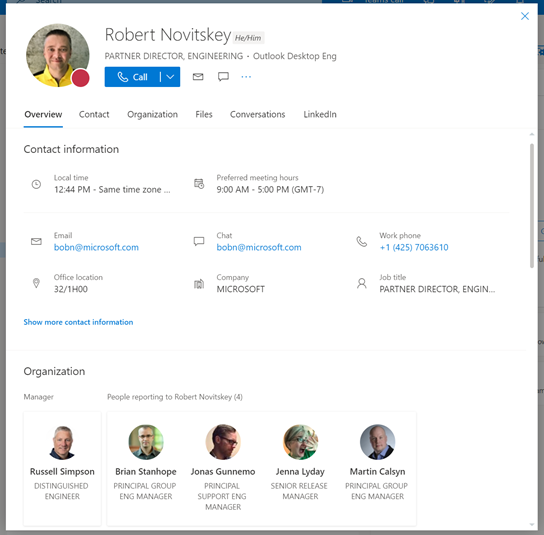 Search
Teams call
Robert Novitskey He/Him
PARTNER DIRECTOR, ENGINEERING • Outlook Desktop Eng
Call
Overview Contact Organization Files Conversations LinkedIn
Contact information
Local time
12:44 PM - Same time zone ...
Preferred meeting hours
9:00 AM - 5:00 PM (GMT-7)
Email
bobn@microsoft.com
Chat
bobn@microsoft.com
Work phone
+1 (425) 7063610
Office location
32/1H00
Company
MICROSOFT
Job title
PARTNER DIRECTOR, ENGIN...
Show more contact information
Organization
Manager
People reporting to Robert Novitskey (4)
Russell Simpson
DISTINGUISHED
ENGINEER
Brian Stanhope
PRINCIPAL GROUP
ENG MANAGER
Jonas Gunnemo
PRINCIPAL
SUPPORT ENG
MANAGER
Jenna Lyday
SENIOR RELEASE
MANAGER
Martin Calsyn
PRINCIPAL GROUP
ENG MANAGER